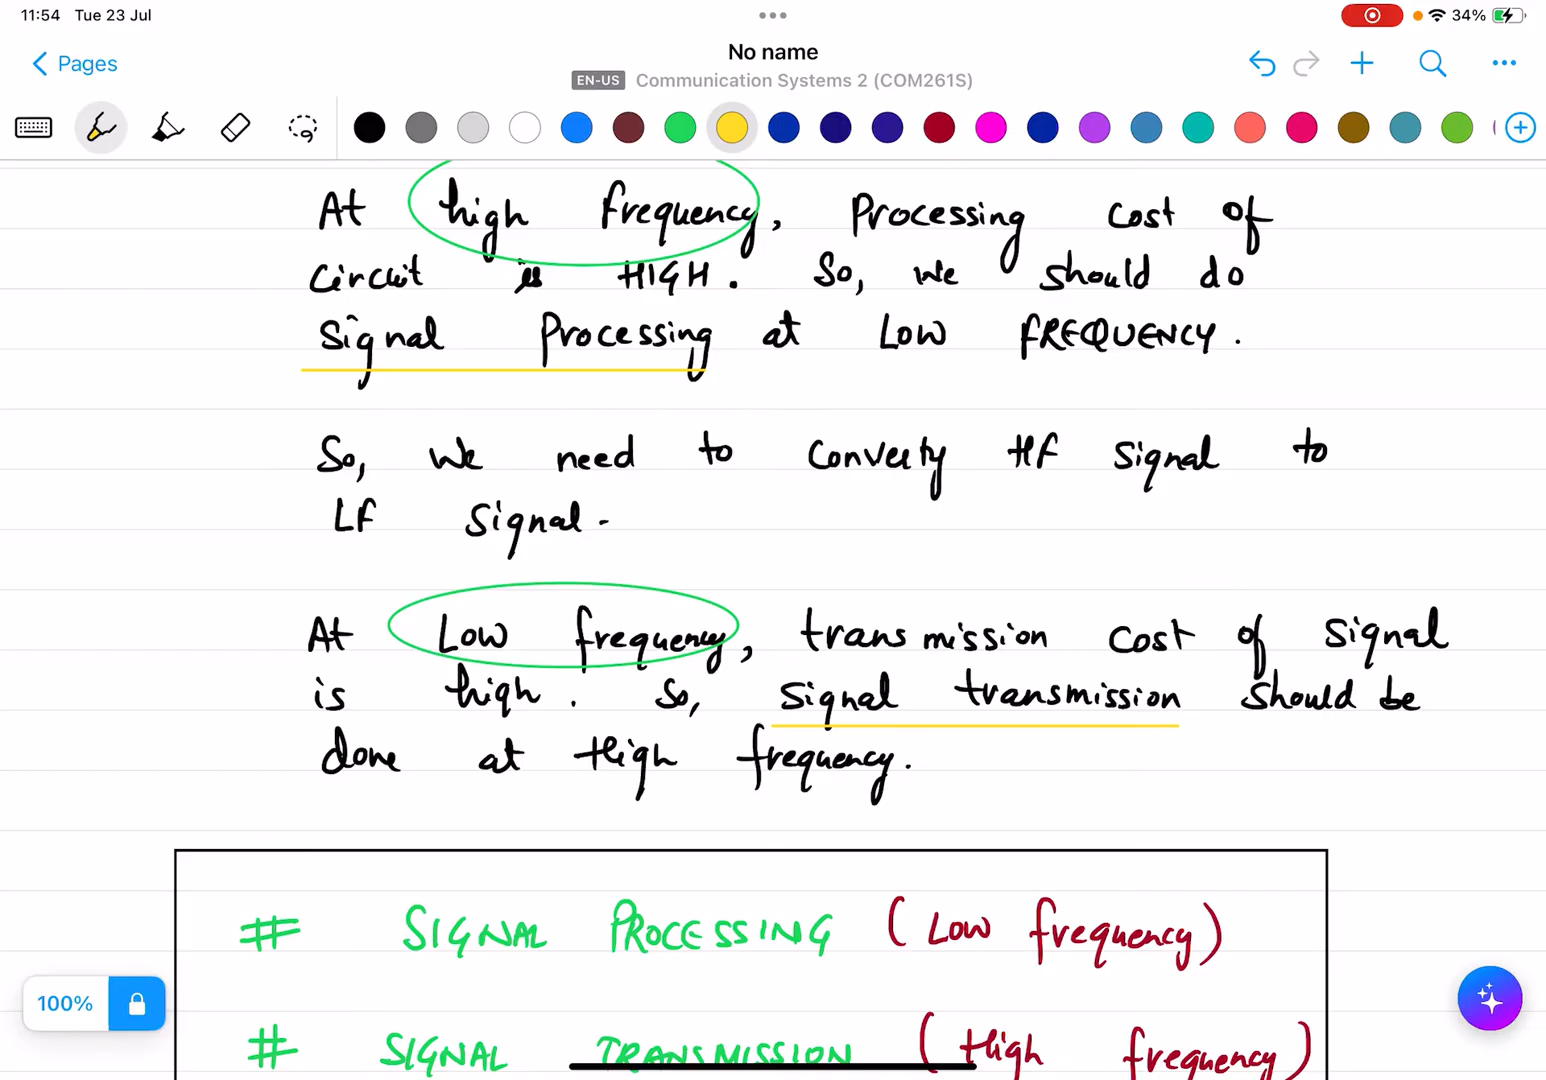 11:54 Tue 23 Jul
34%
Pages
No name
EN-US Communication Systems 2 (COM261S)
At high frequency, Processing cost of
circuit is HIGH. So, we should do
signal Processing at Low FREQUENCY.
So, we need to converty HF signal to
LF signal.
At Low frequency, transmission cost of signal
is high. So, signal transmission should be
done at High frequency.
# SIGNAL PROCESSING (Low frequency)
100%
# SIGNAL TRANSMISSION (High frequency)